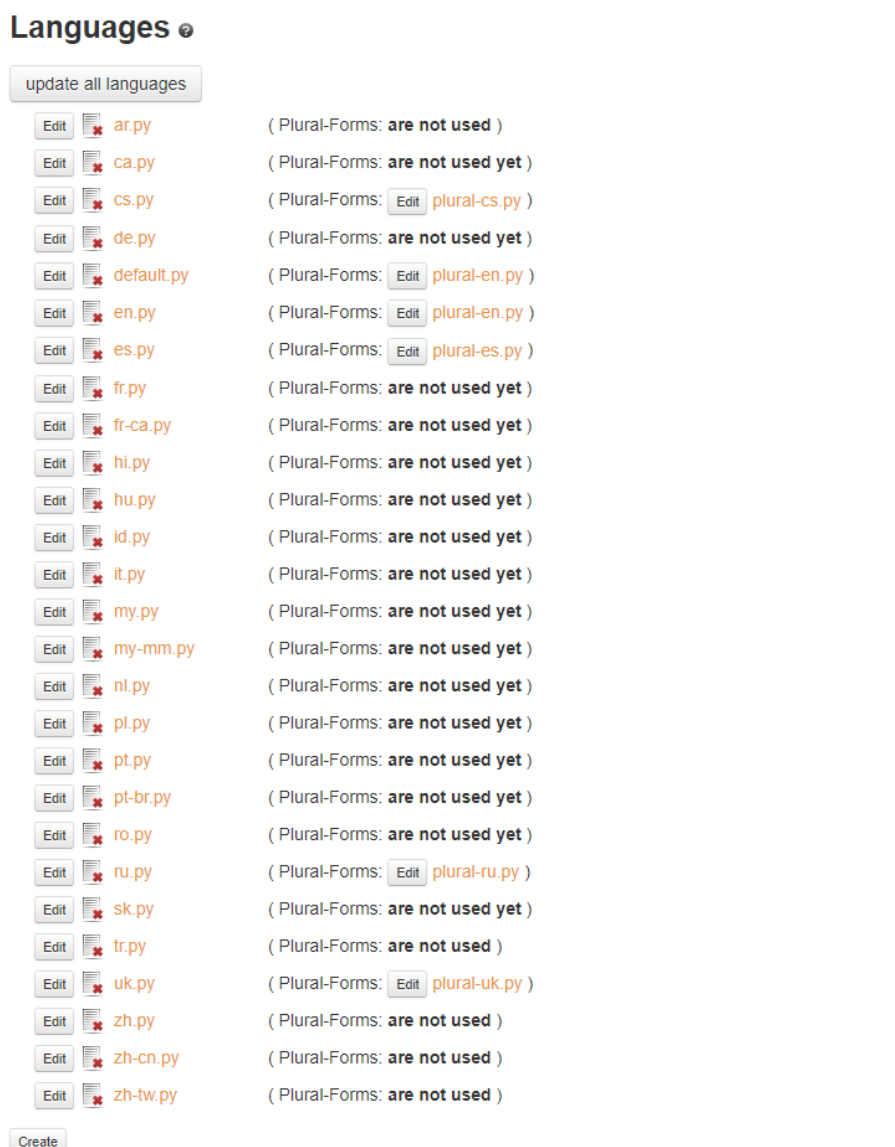 Languages ?
update all languages
Edit ar.py ( Plural-Forms: are not used )
Edit ca.py ( Plural-Forms: are not used yet )
Edit cs.py ( Plural-Forms: Edit plural-cs.py )
Edit de.py ( Plural-Forms: are not used yet )
Edit default.py ( Plural-Forms: Edit plural-en.py )
Edit en.py ( Plural-Forms: Edit plural-en.py )
Edit es.py ( Plural-Forms: Edit plural-es.py )
Edit fr.py ( Plural-Forms: are not used yet )
Edit fr-ca.py ( Plural-Forms: are not used yet )
Edit hi.py ( Plural-Forms: are not used yet )
Edit hu.py ( Plural-Forms: are not used yet )
Edit id.py ( Plural-Forms: are not used yet )
Edit it.py ( Plural-Forms: are not used yet )
Edit my.py ( Plural-Forms: are not used yet )
Edit my-mm.py ( Plural-Forms: are not used yet )
Edit nl.py ( Plural-Forms: are not used yet )
Edit pl.py ( Plural-Forms: are not used yet )
Edit pt.py ( Plural-Forms: are not used yet )
Edit pt-br.py ( Plural-Forms: are not used yet )
Edit ro.py ( Plural-Forms: are not used yet )
Edit ru.py ( Plural-Forms: Edit plural-ru.py )
Edit sk.py ( Plural-Forms: are not used yet )
Edit tr.py ( Plural-Forms: are not used )
Edit uk.py ( Plural-Forms: Edit plural-uk.py )
Edit zh.py ( Plural-Forms: are not used )
Edit zh-cn.py ( Plural-Forms: are not used )
Edit zh-tw.py ( Plural-Forms: are not used )
Create